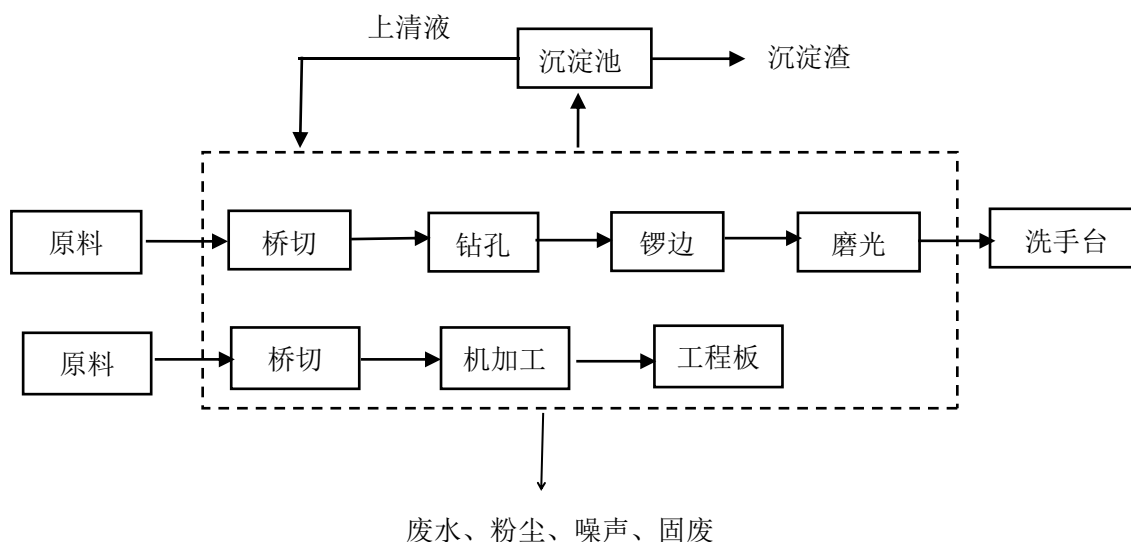 上清液
沉淀池
沉淀渣
原料
桥切
钻孔
锣边
磨光
洗手台
原料
桥切
机加工
工程板
废水、粉尘、噪声、固废